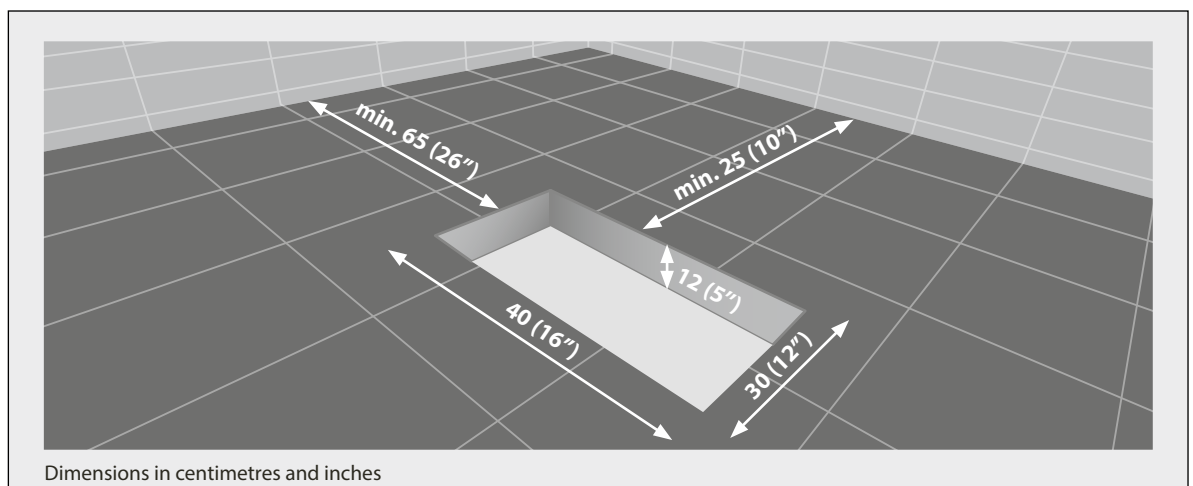 min. 65 (26″)
min. 25 (10″)
12 (5″)
40 (16″)
30 (12″)
Dimensions in centimetres and inches